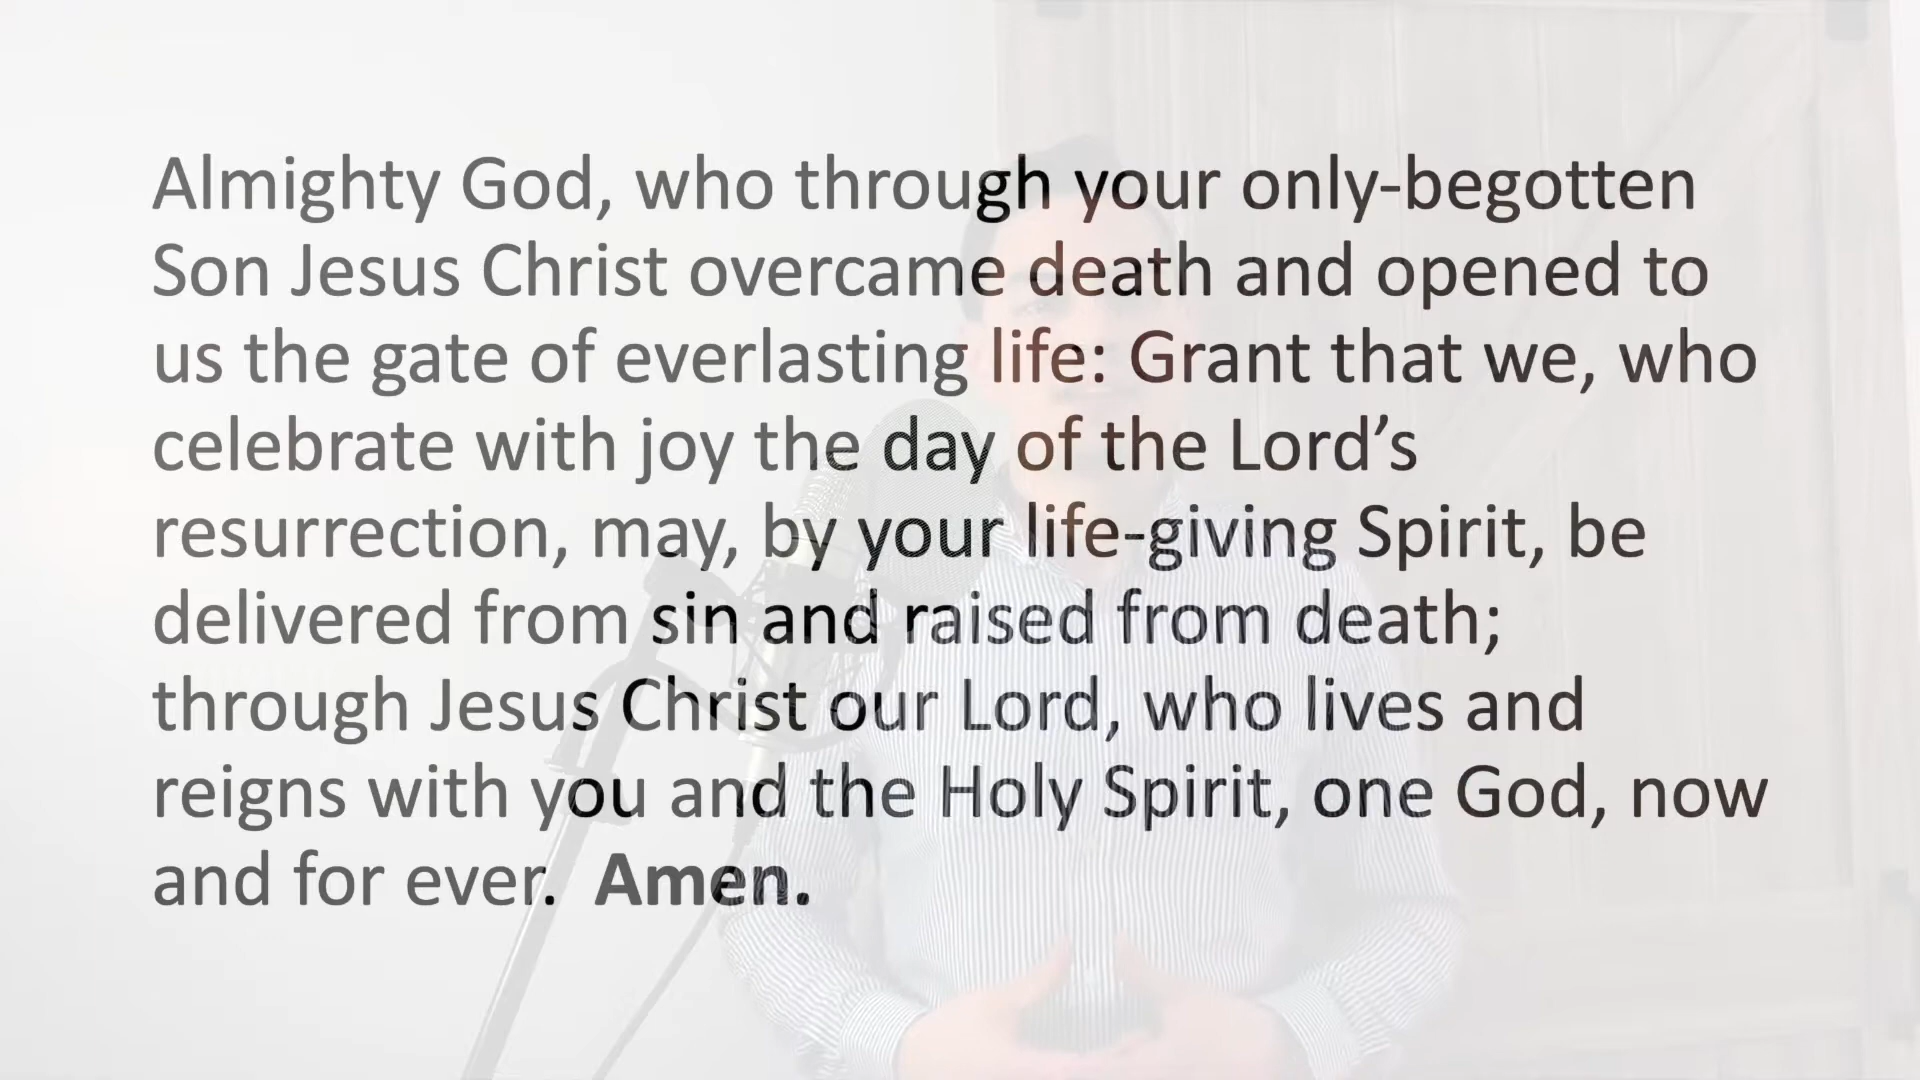 Almighty God, who through your only-begotten
Son Jesus Christ overcame death and opened to
us the gate of everlasting life: Grant that we, who
celebrate with joy the day of the Lord’s
resurrection, may, by your life-giving Spirit, be
delivered from sin and raised from death;
through Jesus Christ our Lord, who lives and
reigns with you and the Holy Spirit, one God, now
and for ever.  Amen.